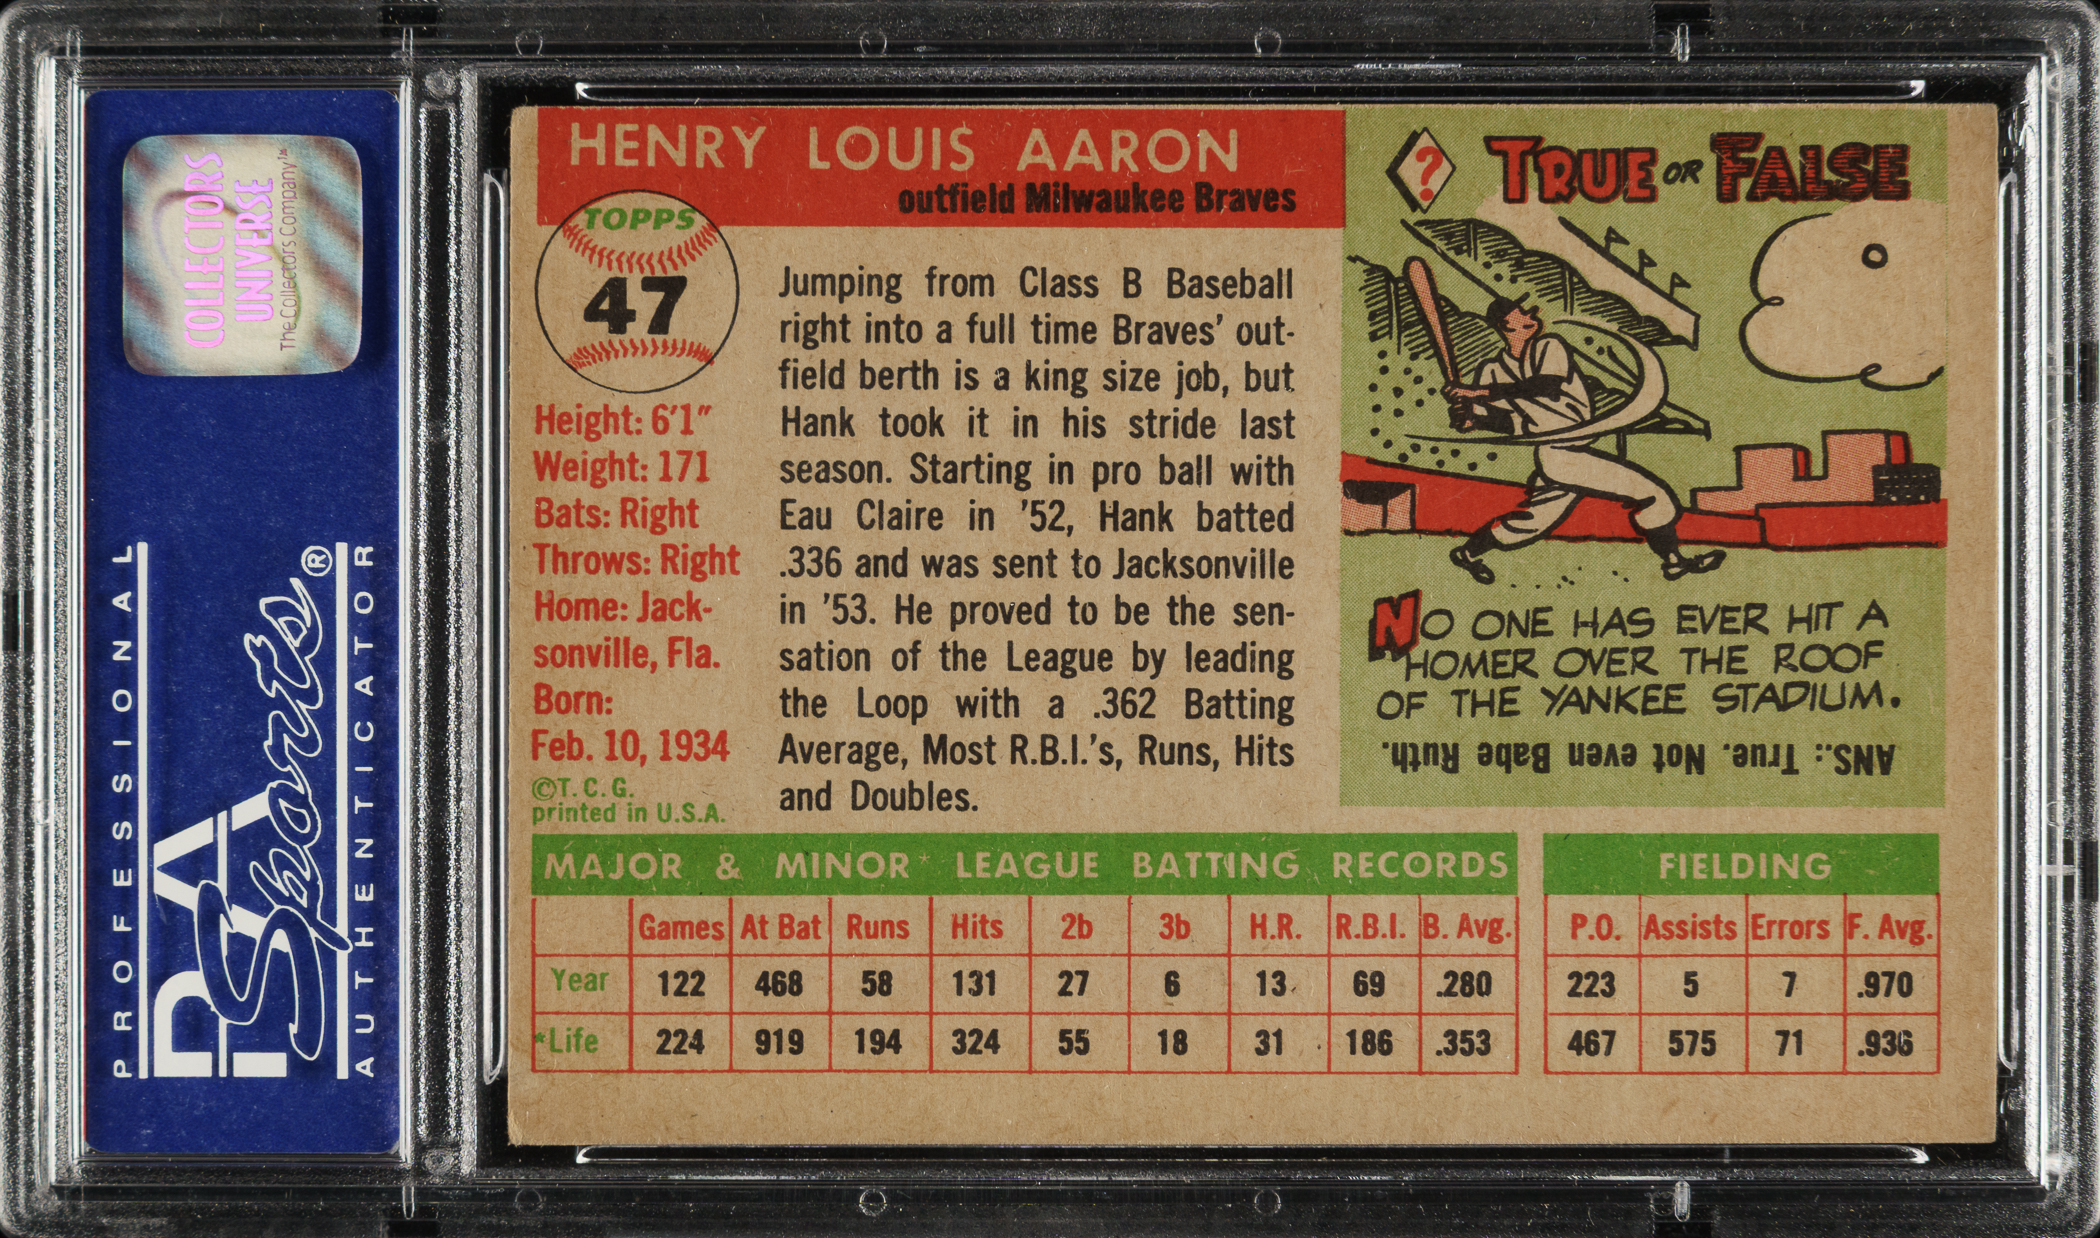 COLLECTORS
UNIVERSE
The Collectors Company™
PROFESSIONAL
PSA
Sports®
AUTHENTICATOR
HENRY LOUIS AARON
outfield Milwaukee Braves
TOPPS
47
Height: 6'1"
Weight: 171
Bats: Right
Throws: Right
Home: Jack-
sonville, Fla.
Born:
Feb. 10, 1934
©T. C. G.
printed in U.S.A.
Jumping from Class B Baseball
right into a full time Braves' out-
field berth is a king size job, but
Hank took it in his stride last
season. Starting in pro ball with
Eau Claire in '52, Hank batted
.336 and was sent to Jacksonville
in '53. He proved to be the sen-
sation of the League by leading
the Loop with a .362 Batting
Average, Most R.B.I.'s, Runs, Hits
and Doubles.
? TRUE OR FALSE
NO ONE HAS EVER HIT A
HOMER OVER THE ROOF
OF THE YANKEE STADIUM.
ANS.: True. Not even Babe Ruth.
MAJOR & MINOR* LEAGUE BATTING RECORDS
Games At Bat Runs Hits 2b 3b H.R. R.B.I. B. Avg.
Year 122 468 58 131 27 6 13 69 .280
*Life 224 919 194 324 55 18 31 186 .353
FIELDING
P.O. Assists Errors F. Avg.
223 5 7 .970
467 575 71 .936